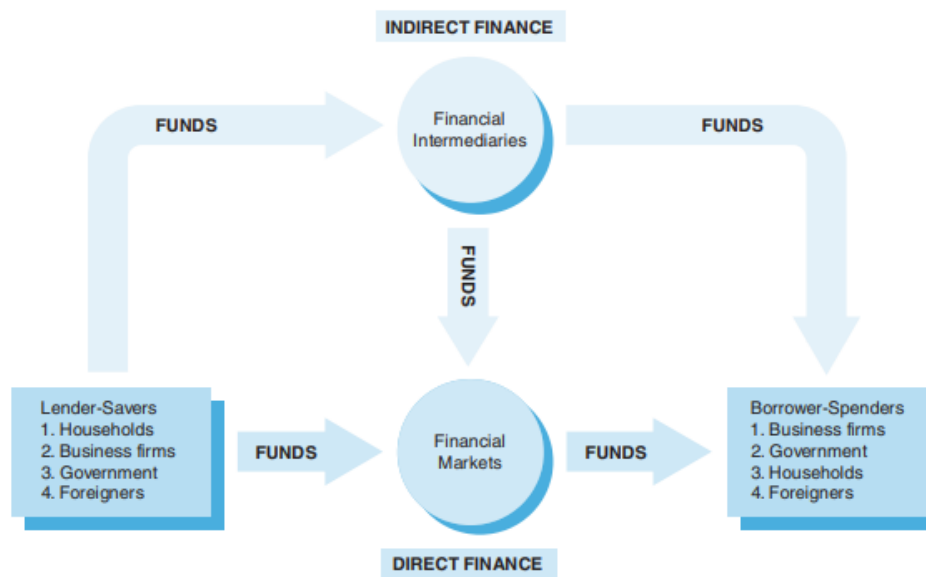 INDIRECT FINANCE
FUNDS
Financial
Intermediaries
FUNDS
FUNDS
Lender-Savers
1. Households
2. Business firms
3. Government
4. Foreigners
FUNDS
Financial
Markets
FUNDS
Borrower-Spenders
1. Business firms
2. Government
3. Households
4. Foreigners
DIRECT FINANCE